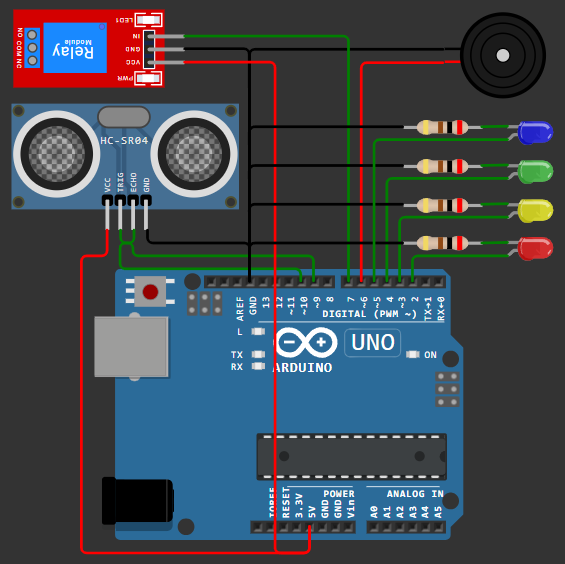 LED1
NO COM NC
Relay
Module
IN
GND
VCC
PWR
HC-SR04
VCC
TRIG
ECHO
GND
AREF
GND
13
12
~11
~10
~9
8
7
~6
~5
4
~3
2
TX→1
RX←0
DIGITAL (PWM ~)
L
TX
RX
UNO
ON
ARDUINO
IOREF
RESET
3.3V
5V
GND
GND
Vin
POWER
ANALOG IN
A0
A1
A2
A3
A4
A5